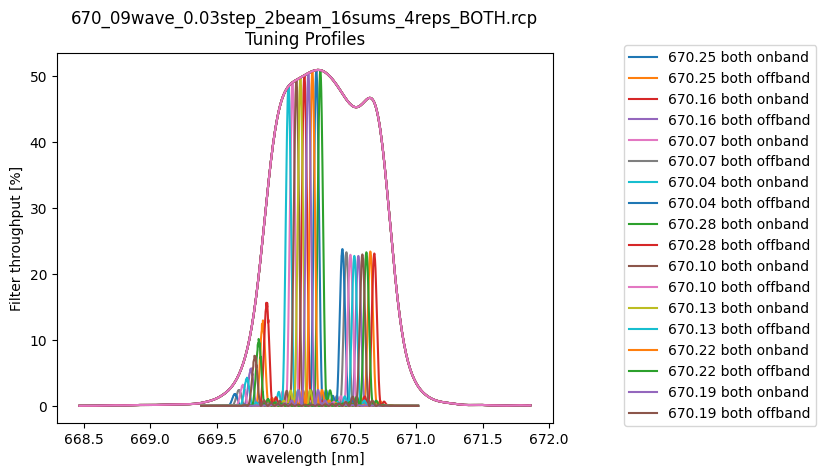 670_09wave_0.03step_2beam_16sums_4reps_BOTH.rcp
Tuning Profiles
Filter throughput [%]
50
40
30
20
10
0
668.5 669.0 669.5 670.0 670.5 671.0 671.5 672.0
wavelength [nm]
670.25 both onband
670.25 both offband
670.16 both onband
670.16 both offband
670.07 both onband
670.07 both offband
670.04 both onband
670.04 both offband
670.28 both onband
670.28 both offband
670.10 both onband
670.10 both offband
670.13 both onband
670.13 both offband
670.22 both onband
670.22 both offband
670.19 both onband
670.19 both offband